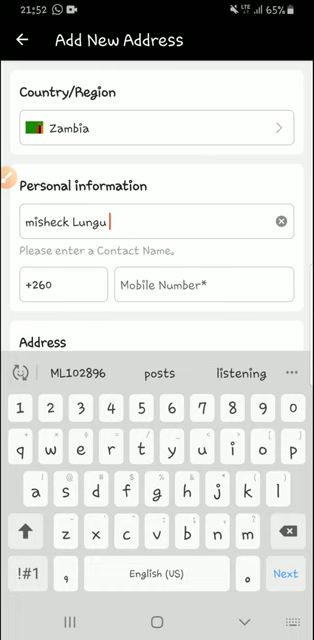 21:52 LTE 65%
Add New Address
Country/Region
Zambia
Personal information
misheck Lungu
Please enter a Contact Name。
+260 Mobile Number*
Address
ML102896 posts listening
1 2 3 4 5 6 7 8 9 0
q w e r t y u i o p
a s d f g h j k l
z x c v b n m
!#1 , English (US) . Next